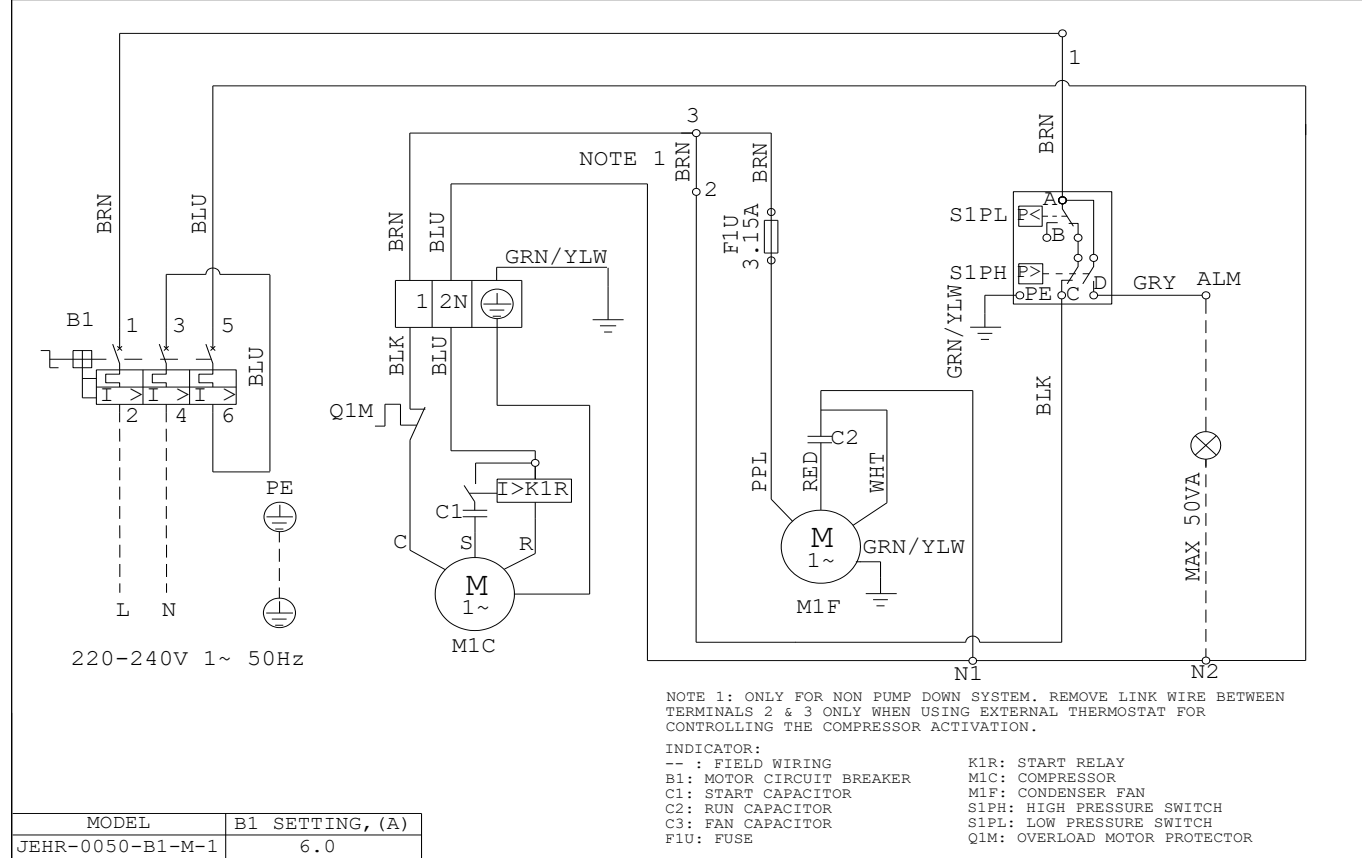 1
BRN
3
NOTE 1
BRN
BRN
2
BRN
BLU
BRN
BLU
F1U
3.15A
A
S1PL
P<
B
GRN/YLW
S1PH
P>
D
GRY
ALM
PE
C
1
2N
B1
1
3
5
BLU
GRN/YLW
BLK
BLU
BLK
I >
I >
I >
2
4
6
Q1M
C2
PPL
RED
WHT
PE
I>K1R
C1
MAX 50VA
C
S
R
M
1~
GRN/YLW
M
1~
M1F
L
N
M1C
220-240V 1~ 50Hz
N1
N2
NOTE 1: ONLY FOR NON PUMP DOWN SYSTEM. REMOVE LINK WIRE BETWEEN
TERMINALS 2 & 3 ONLY WHEN USING EXTERNAL THERMOSTAT FOR
CONTROLLING THE COMPRESSOR ACTIVATION.
INDICATOR:
-- : FIELD WIRING
B1: MOTOR CIRCUIT BREAKER
C1: START CAPACITOR
C2: RUN CAPACITOR
C3: FAN CAPACITOR
F1U: FUSE
K1R: START RELAY
M1C: COMPRESSOR
M1F: CONDENSER FAN
S1PH: HIGH PRESSURE SWITCH
S1PL: LOW PRESSURE SWITCH
Q1M: OVERLOAD MOTOR PROTECTOR
MODEL B1 SETTING,(A)
JEHR-0050-B1-M-1 6.0